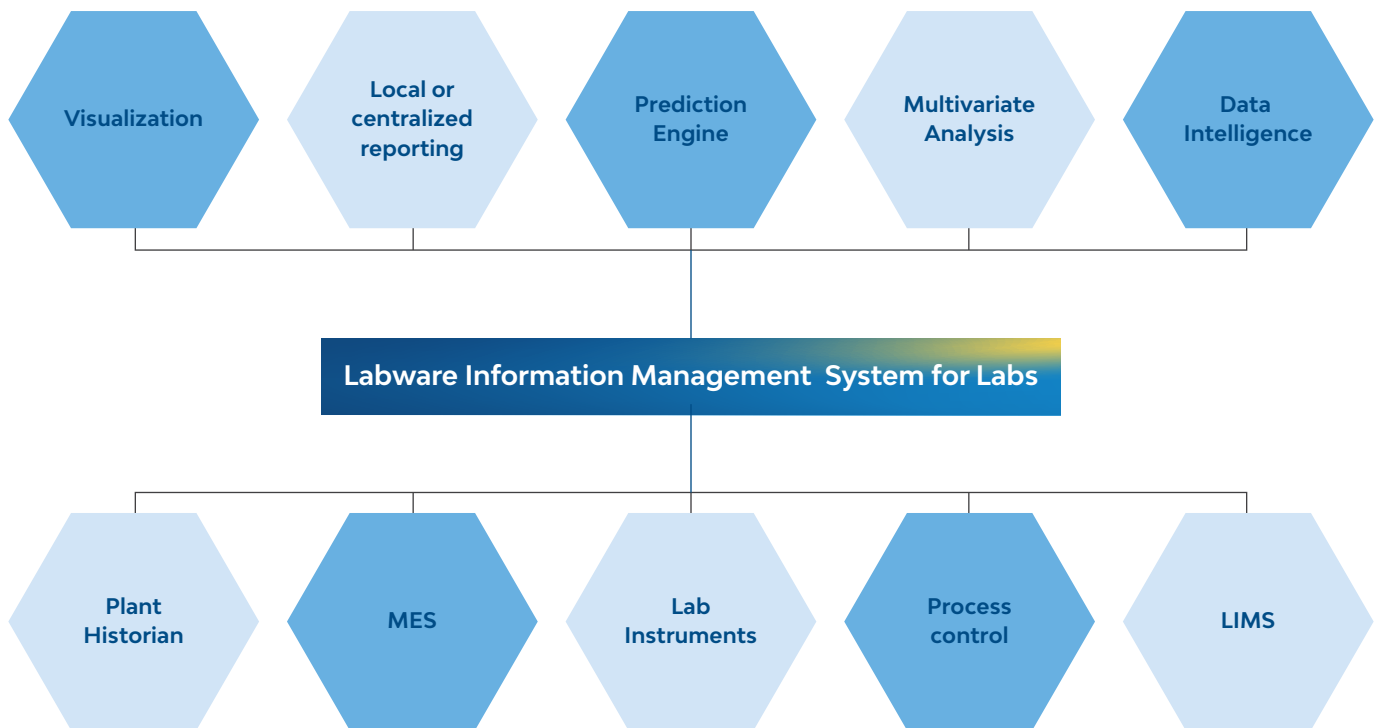 Visualization
Local or
centralized
reporting
Prediction
Engine
Multivariate
Analysis
Data
Intelligence
Labware Information Management System for Labs
Plant
Historian
MES
Lab
Instruments
Process
control
LIMS